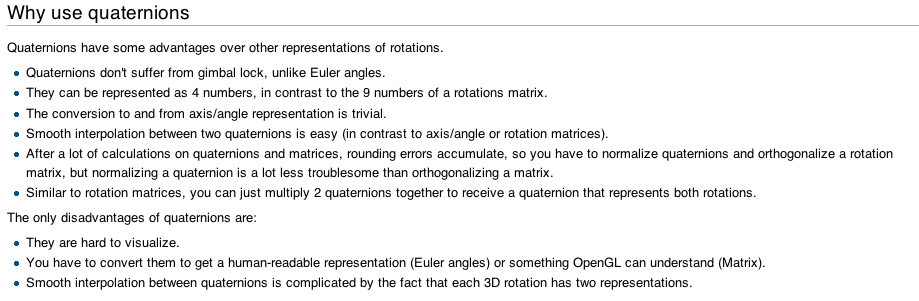 Why use quaternions
Quaternions have some advantages over other representations of rotations.
Quaternions don't suffer from gimbal lock, unlike Euler angles.
They can be represented as 4 numbers, in contrast to the 9 numbers of a rotations matrix.
The conversion to and from axis/angle representation is trivial.
Smooth interpolation between two quaternions is easy (in contrast to axis/angle or rotation matrices).
After a lot of calculations on quaternions and matrices, rounding errors accumulate, so you have to normalize quaternions and orthogonalize a rotation
matrix, but normalizing a quaternion is a lot less troublesome than orthogonalizing a matrix.
Similar to rotation matrices, you can just multiply 2 quaternions together to receive a quaternion that represents both rotations.
The only disadvantages of quaternions are:
They are hard to visualize.
You have to convert them to get a human-readable representation (Euler angles) or something OpenGL can understand (Matrix).
Smooth interpolation between quaternions is complicated by the fact that each 3D rotation has two representations.